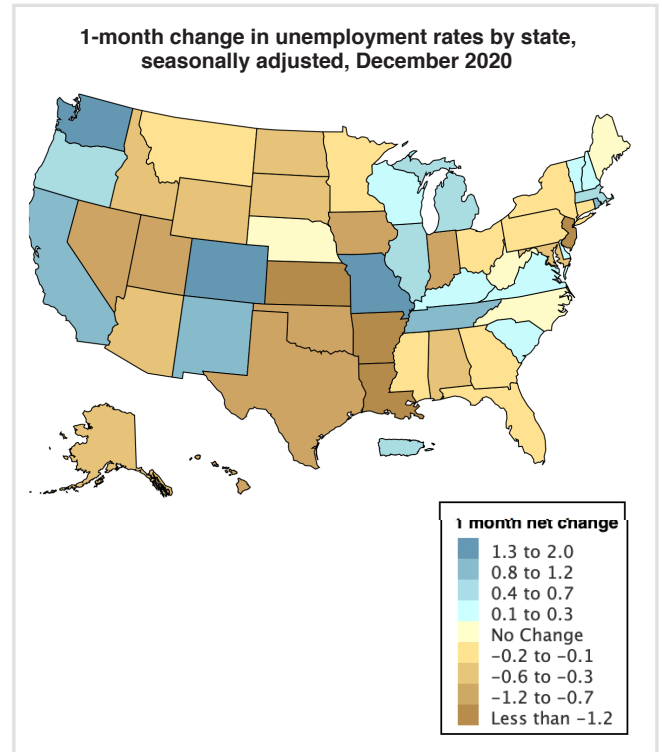 1-month change in unemployment rates by state,
seasonally adjusted, December 2020
1 month net change
1.3 to 2.0
0.8 to 1.2
0.4 to 0.7
0.1 to 0.3
No Change
−0.2 to −0.1
−0.6 to −0.3
−1.2 to −0.7
Less than −1.2